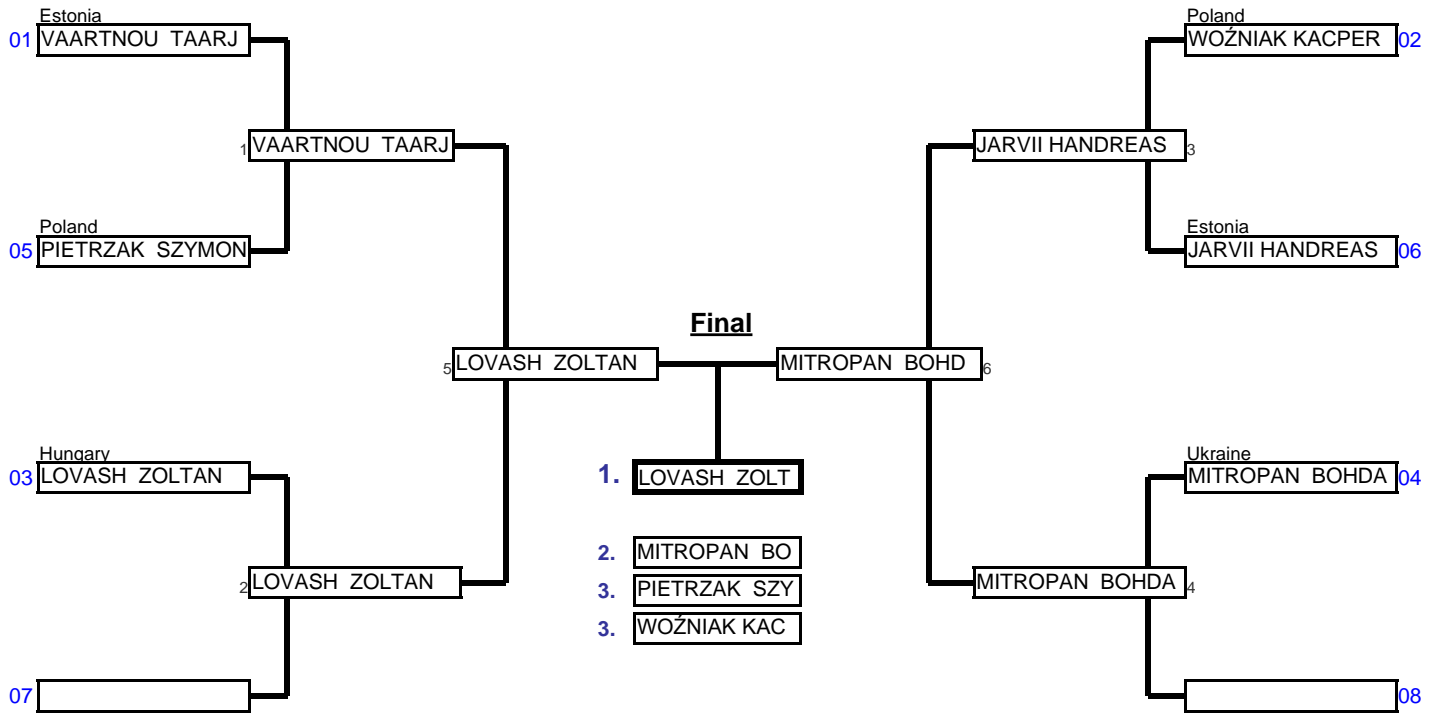 Estonia
01 VAARTNOU TAARJ
Poland
WOŹNIAK KACPER 02
1 VAARTNOU TAARJ
JARVII HANDREAS 3
Poland
05 PIETRZAK SZYMON
Estonia
JARVII HANDREAS 06
Final
5 LOVASH ZOLTAN
MITROPAN BOHD 6
Hungary
03 LOVASH ZOLTAN
1. LOVASH ZOLT
Ukraine
MITROPAN BOHDA 04
2. MITROPAN BO
2 LOVASH ZOLTAN
3. PIETRZAK SZY
MITROPAN BOHDA 4
3. WOŹNIAK KAC
07
08